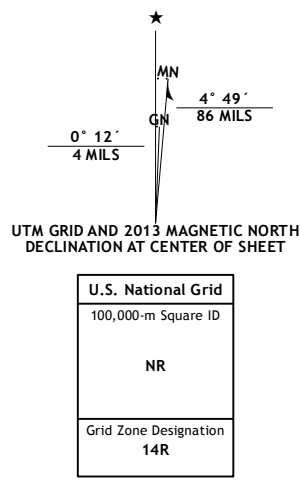 ★
MN
4° 49´
86 MILS
GN
0° 12´
4 MILS
UTM GRID AND 2013 MAGNETIC NORTH
DECLINATION AT CENTER OF SHEET
U.S. National Grid
100,000-m Square ID
NR
Grid Zone Designation
14R